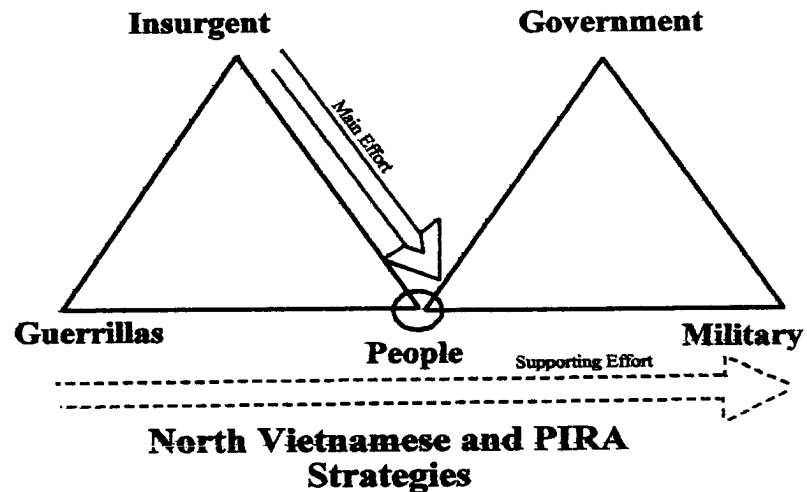 Insurgent
Government
Main Effort
Guerrillas
People
Military
Supporting Effort
North Vietnamese and PIRA
Strategies